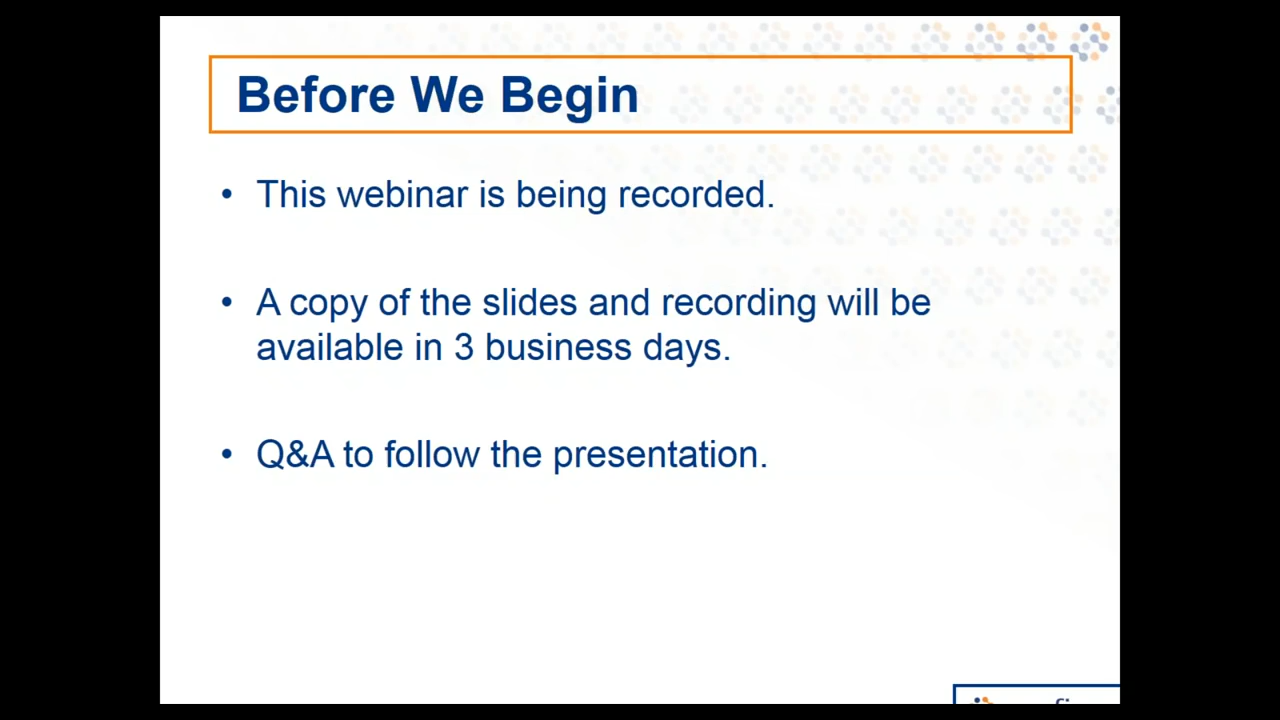 Before We Begin
• This webinar is being recorded.
• A copy of the slides and recording will be
available in 3 business days.
• Q&A to follow the presentation.